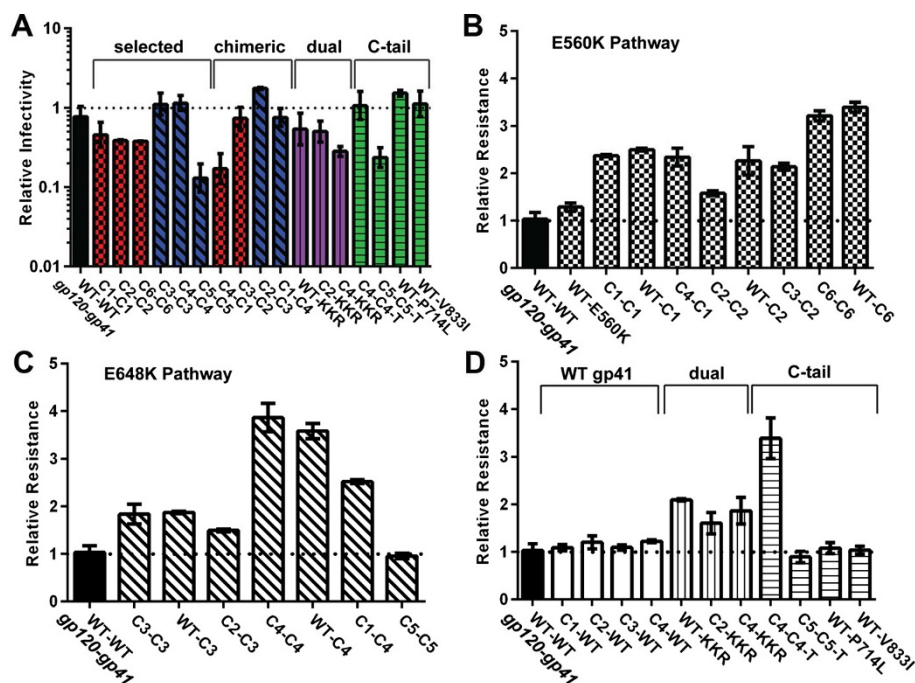 A
selected
chimeric
dual
C-tail
Relative Infectivity
10
1
0.1
0.01
gp120-gp41
WT-WT
C1-C1
C2-C2
C6-C6
C3-C3
C4-C4
C5-C5
C4-C1
C3-C2
C2-C3
C1-C4
WT-KKR
C2-KKR
C4-KKR
C4-C4-T
C5-C5-T
WT-P714L
WT-V833I
B
E560K Pathway
Relative Resistance
5
4
3
2
1
0
gp120-gp41
WT-WT
WT-E560K
C1-C1
WT-C1
C4-C1
C2-C2
WT-C2
C3-C2
C6-C6
WT-C6
C
E648K Pathway
Relative Resistance
5
4
3
2
1
0
gp120-gp41
WT-WT
C3-C3
WT-C3
C2-C3
C4-C4
WT-C4
C1-C4
C5-C5
D
WT gp41
dual
C-tail
Relative Resistance
5
4
3
2
1
0
gp120-gp41
WT-WT
C1-WT
C2-WT
C3-WT
C4-WT
WT-KKR
C2-KKR
C4-KKR
C4-C4-T
C5-C5-T
WT-P714L
WT-V833I